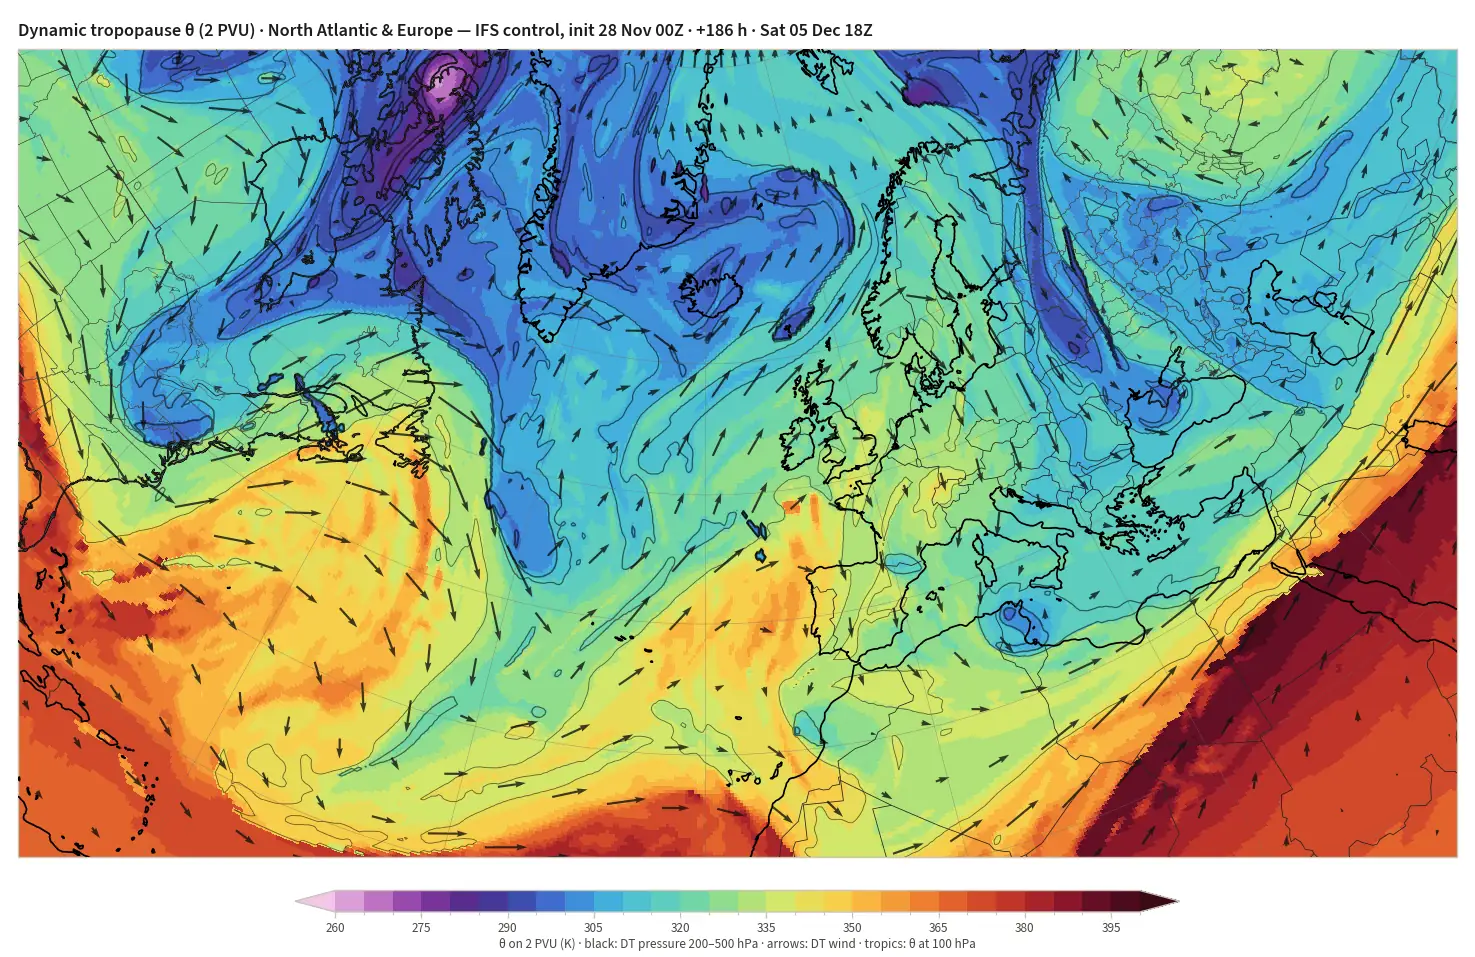 Dynamic tropopause θ (2 PVU) · North Atlantic & Europe — IFS control, init 28 Nov 00Z · +186 h · Sat 05 Dec 18Z
260 275 290 305 320 335 350 365 380 395
θ on 2 PVU (K) · black: DT pressure 200–500 hPa · arrows: DT wind · tropics: θ at 100 hPa